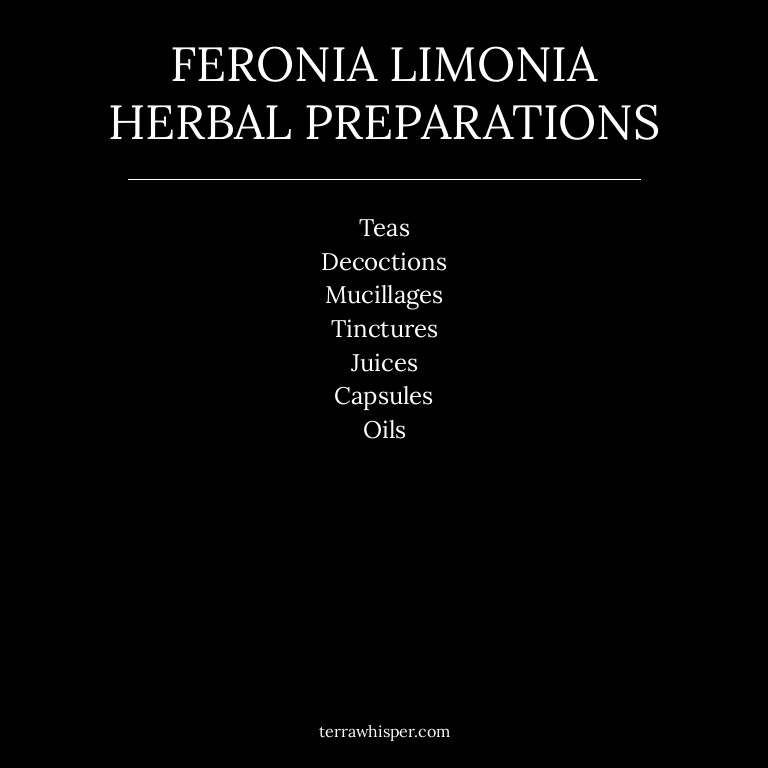 FERONIA LIMONIA
HERBAL PREPARATIONS
Teas
Decoctions
Mucillages
Tinctures
Juices
Capsules
Oils
terrawhisper.com